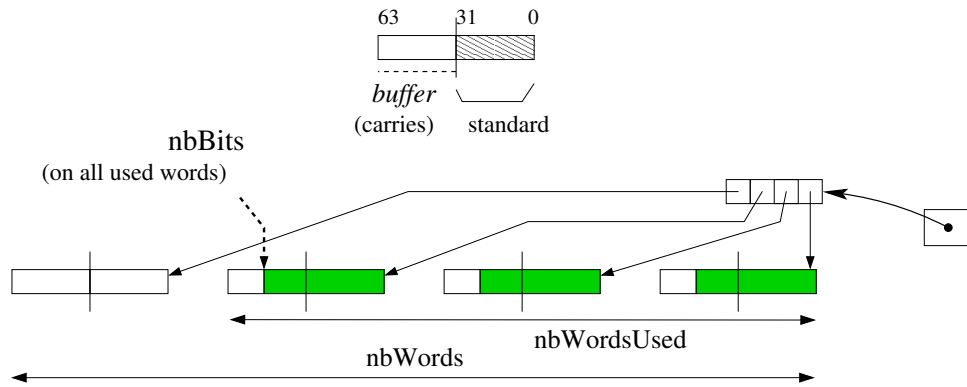 63 31 0
buffer
(carries) standard
nbBits
(on all used words)
nbWordsUsed
nbWords